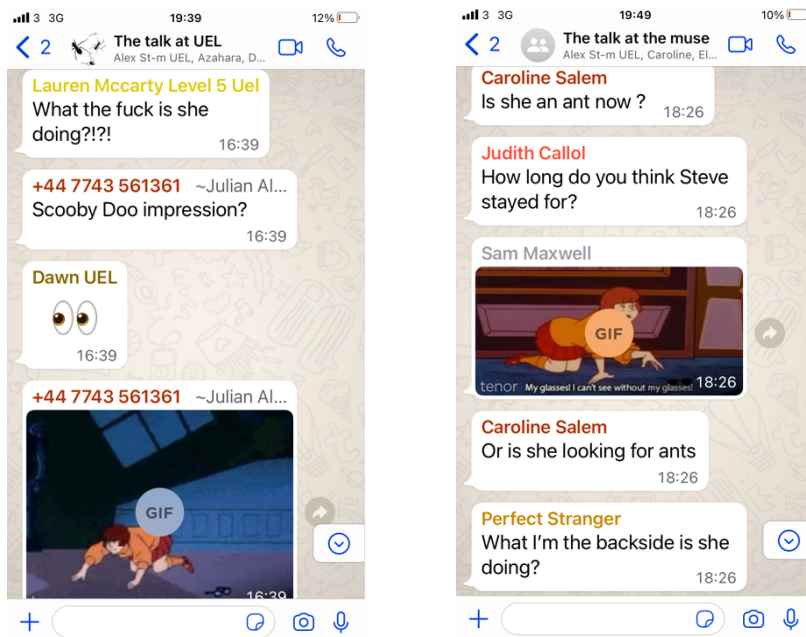 3 3G 19:39 12%
2 The talk at UEL
Alex St-m UEL, Azahara, D...
Lauren Mccarty Level 5 Uel
What the fuck is she
doing?!?!
16:39
+44 7743 561361 ~Julian Al...
Scooby Doo impression?
16:39
Dawn UEL
16:39
+44 7743 561361 ~Julian Al...
GIF
16:39
3 3G 19:49 10%
2 The talk at the muse
Alex St-m UEL, Caroline, El...
Caroline Salem
Is she an ant now ?
18:26
Judith Callol
How long do you think Steve
stayed for?
18:26
Sam Maxwell
GIF
tenor My glasses! I can't see without my glasses! 18:26
Caroline Salem
Or is she looking for ants
18:26
Perfect Stranger
What I'm the backside is she
doing?
18:26